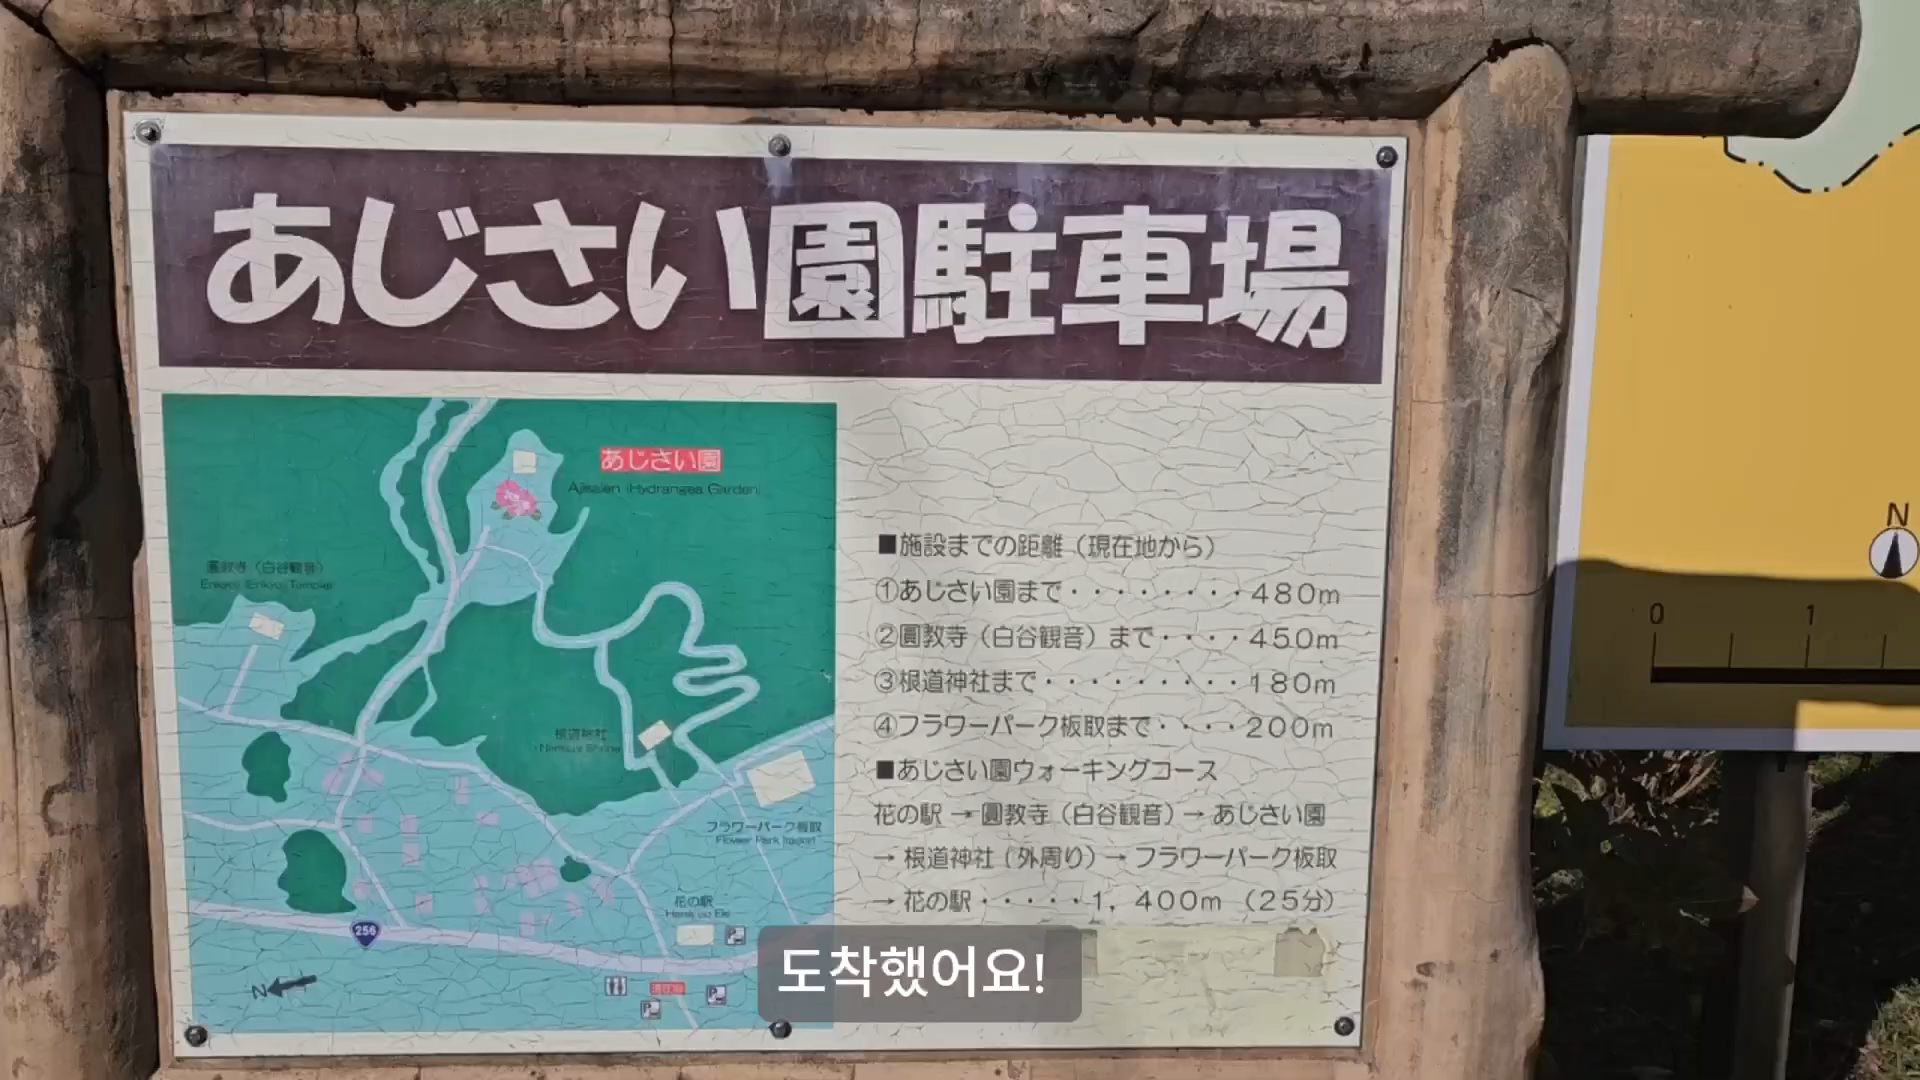 あじさい園駐車場
あじさい園
Ajisaien (Hydrangea Garden)
圓教寺（白谷観音）
根道神社
フラワーパーク板取
花の駅
256
N
■施設までの距離（現在地から）
①あじさい園まで・・・・・・・・・480m
②圓教寺（白谷観音）まで・・・・450m
③根道神社まで・・・・・・・・・・180m
④フラワーパーク板取まで・・・・200m
■あじさい園ウォーキングコース
花の駅 → 圓教寺（白谷観音）→ あじさい園
→ 根道神社（外周り）→ フラワーパーク板取
→ 花の駅・・・・・1，400m（25分）
N
0 1
도착했어요!